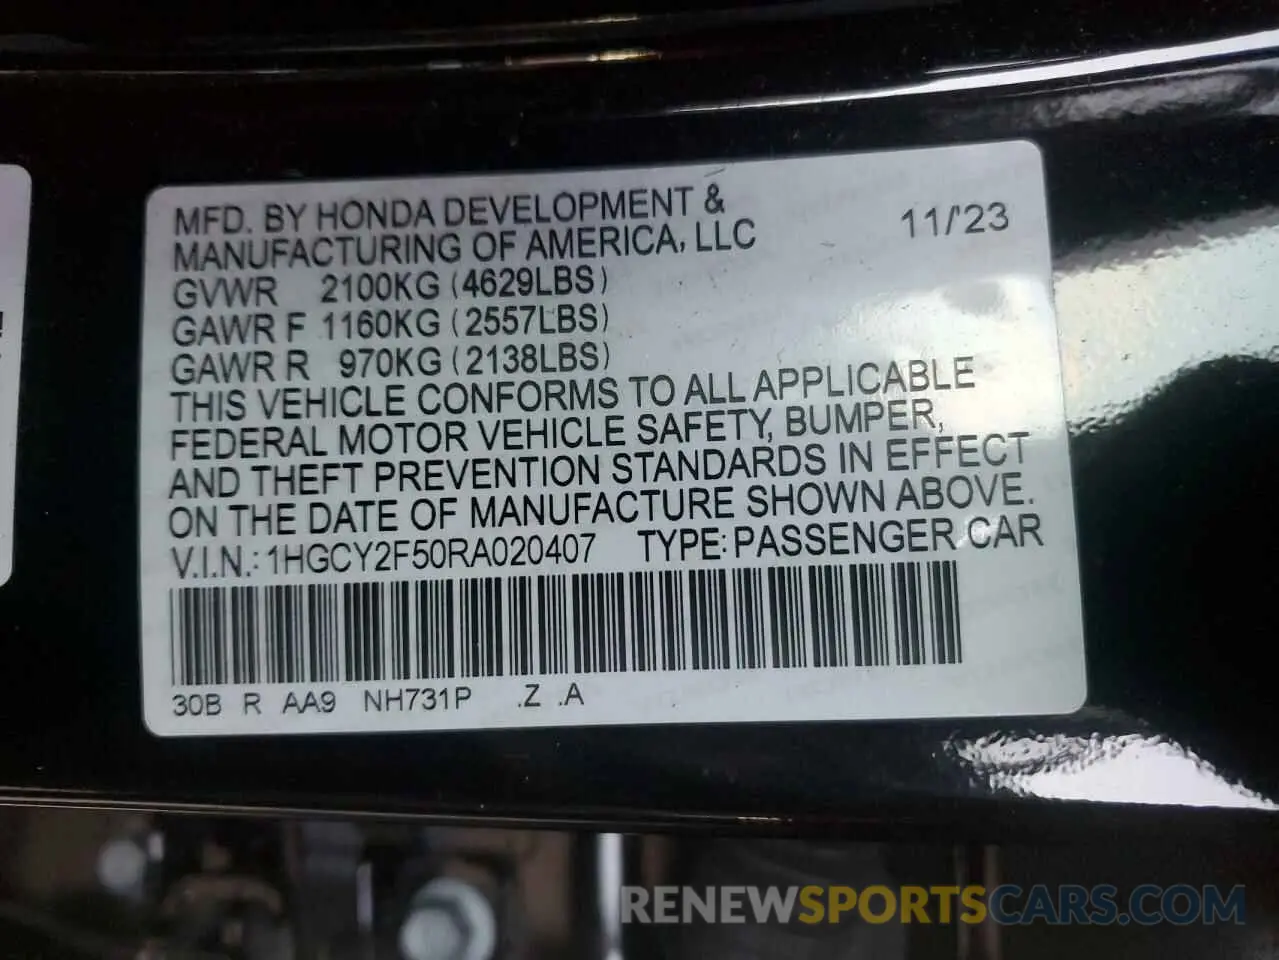 MFD. BY HONDA DEVELOPMENT &
MANUFACTURING OF AMERICA, LLC 11/'23
GVWR 2100KG (4629LBS)
GAWR F 1160KG (2557LBS)
GAWR R 970KG (2138LBS)
THIS VEHICLE CONFORMS TO ALL APPLICABLE
FEDERAL MOTOR VEHICLE SAFETY, BUMPER,
AND THEFT PREVENTION STANDARDS IN EFFECT
ON THE DATE OF MANUFACTURE SHOWN ABOVE.
V.I.N.: 1HGCY2F50RA020407 TYPE: PASSENGER CAR
30B R AA9 NH731P .Z .A
RENEWSPORTSCARS.COM